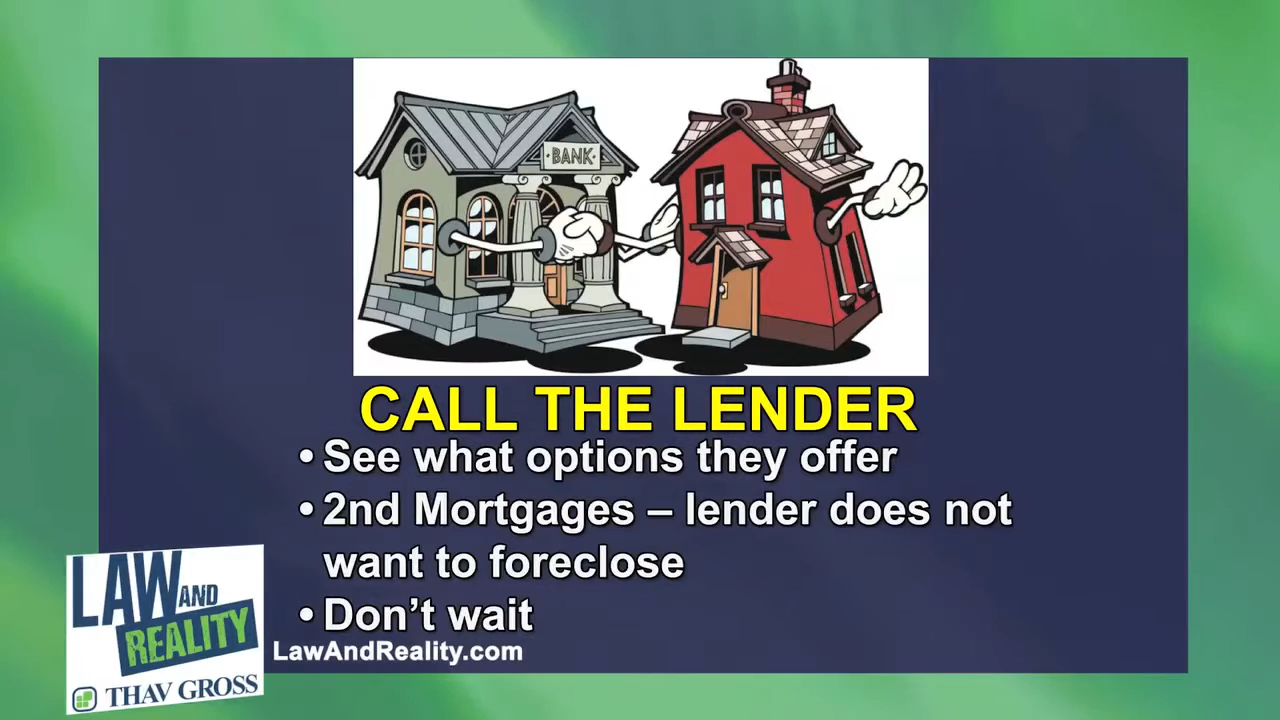 ·BANK·
CALL THE LENDER
• See what options they offer
• 2nd Mortgages – lender does not
want to foreclose
• Don't wait
LAW AND
REALITY
THAV GROSS
LawAndReality.com